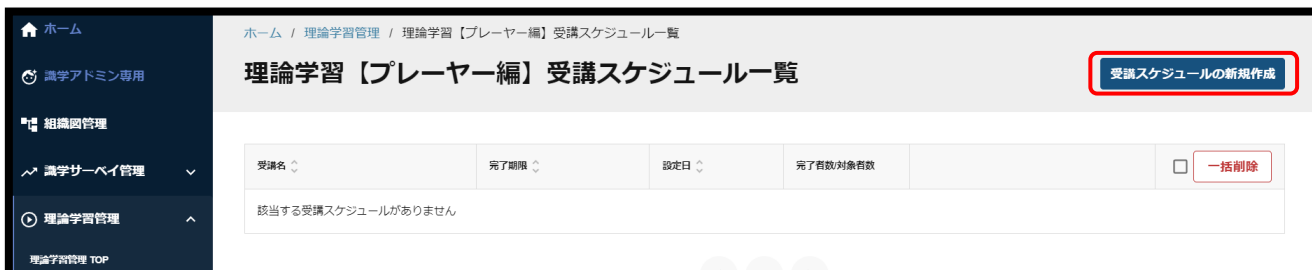 ホーム
識学アドミン専用
組織図管理
識学サーベイ管理
理論学習管理
理論学習管理 TOP
ホーム / 理論学習管理 / 理論学習【プレーヤー編】受講スケジュール一覧
理論学習【プレーヤー編】受講スケジュール一覧
受講スケジュールの新規作成
受講名 完了期限 設定日 完了者数/対象者数 一括削除
該当する受講スケジュールがありません